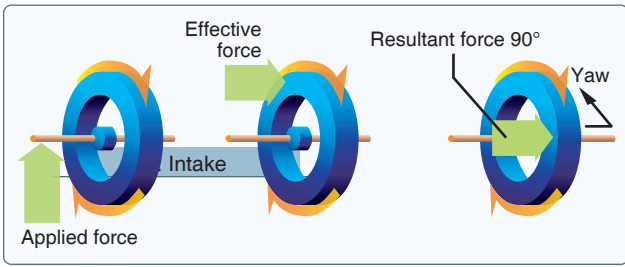 Effective
force
Resultant force 90°
Yaw
. Intake
Applied force